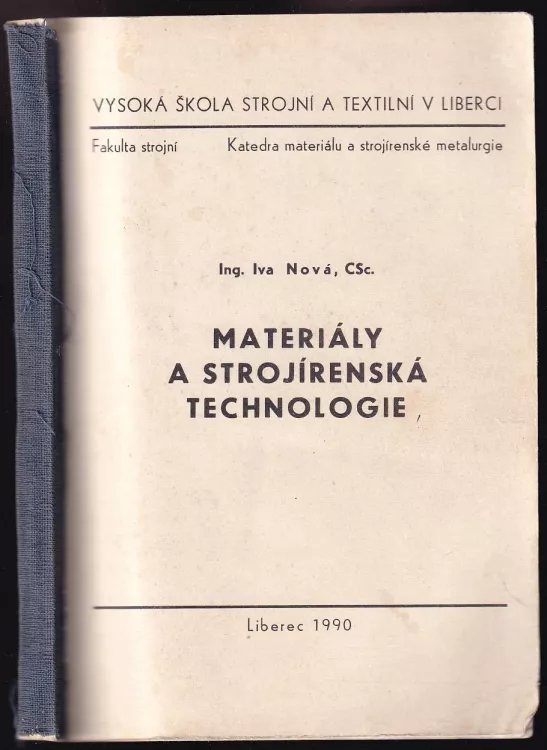 VYSOKÁ ŠKOLA STROJNÍ A TEXTILNÍ V LIBERCI
Fakulta strojní Katedra materiálu a strojírenské metalurgie
Ing. Iva Nová, CSc.
MATERIÁLY
A STROJÍRENSKÁ
TECHNOLOGIE
Liberec 1990